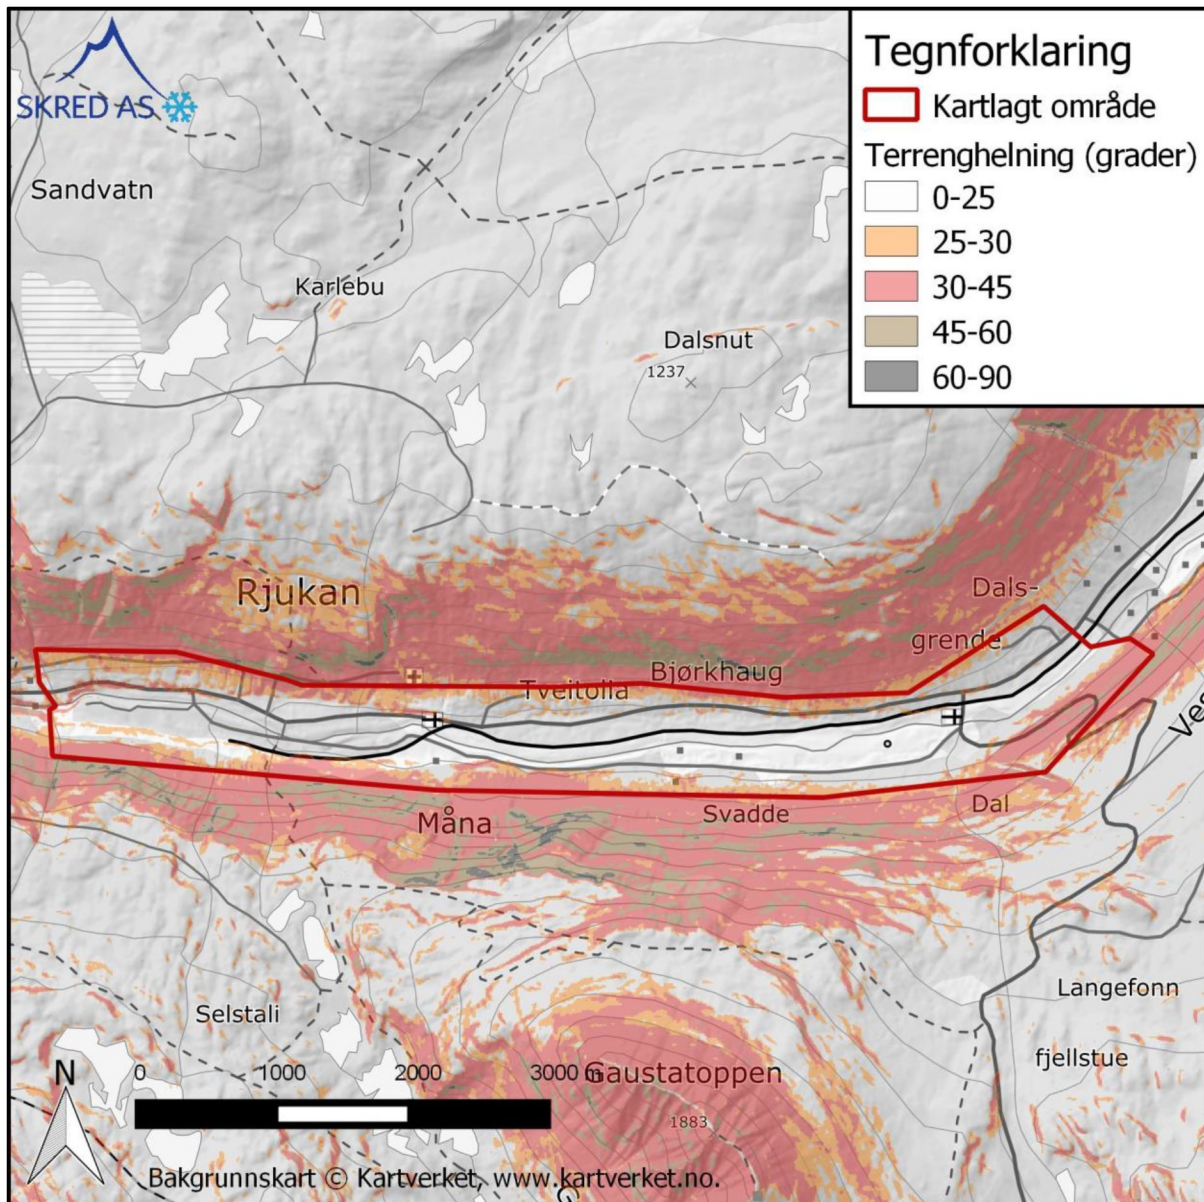 SKRED AS
Tegnforklaring
Kartlagt område
Terrenghelning (grader)
0-25
25-30
30-45
45-60
60-90
Sandvatn
Karlebu
Dalsnut
1237
Rjukan
Dals-
grende
Bjørkhaug
Tveitolia
Måna
Svadde
Dal
Selstali
Langefonn
fjellstue
N
0 1000 2000 3000 m
Gaustatoppen
1883
Bakgrunnskart © Kartverket, www.kartverket.no.